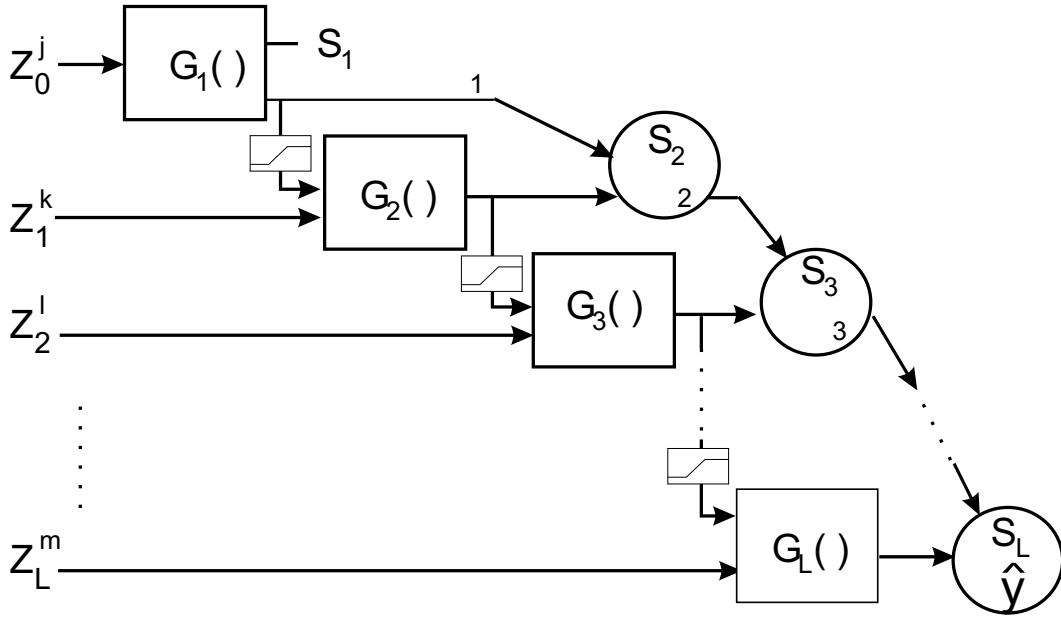 Z_0^j
G_1( )
S_1
1
S_2
2
Z_1^k
G_2( )
S_3
3
Z_2^l
G_3( )
Z_L^m
G_L( )
S_L
ŷ